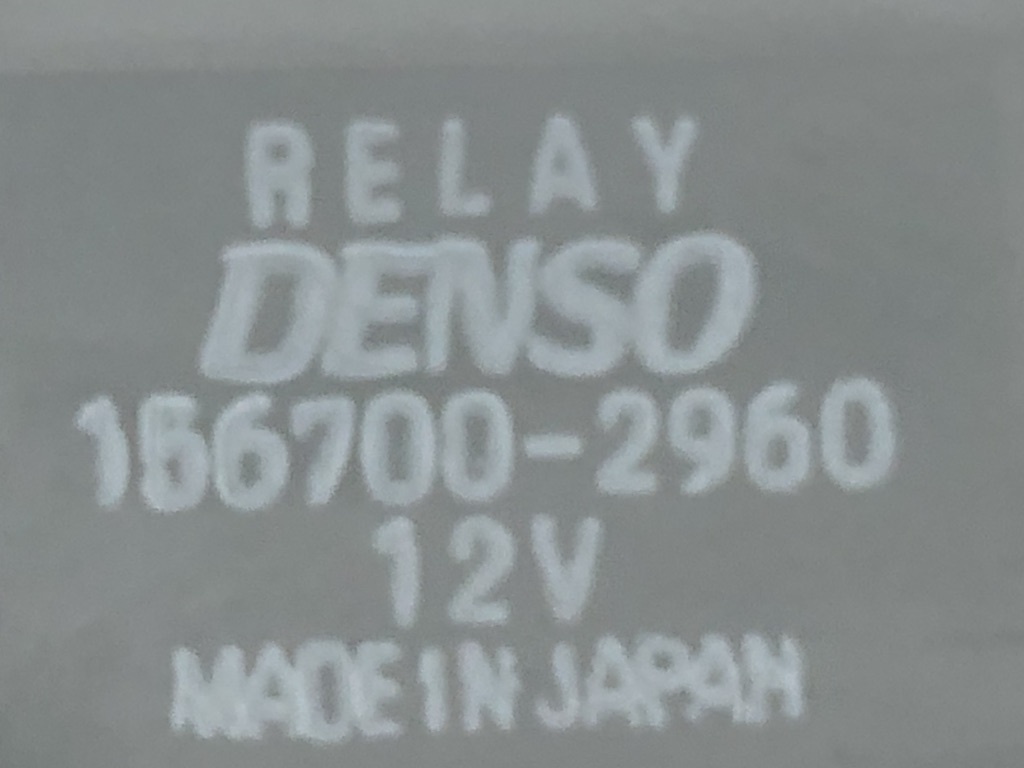 RELAY
DENSO
156700-2960
12V
MADE IN JAPAN